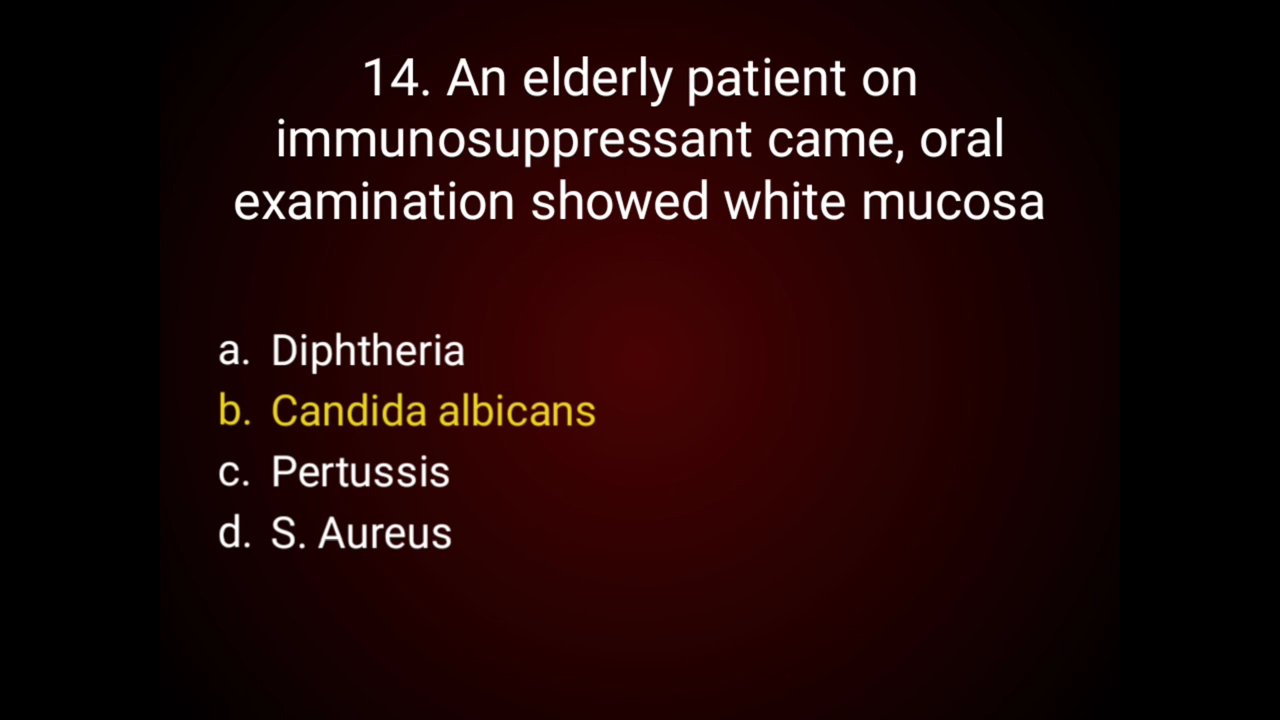 14. An elderly patient on
immunosuppressant came, oral
examination showed white mucosa
a. Diphtheria
b. Candida albicans
c. Pertussis
d. S. Aureus